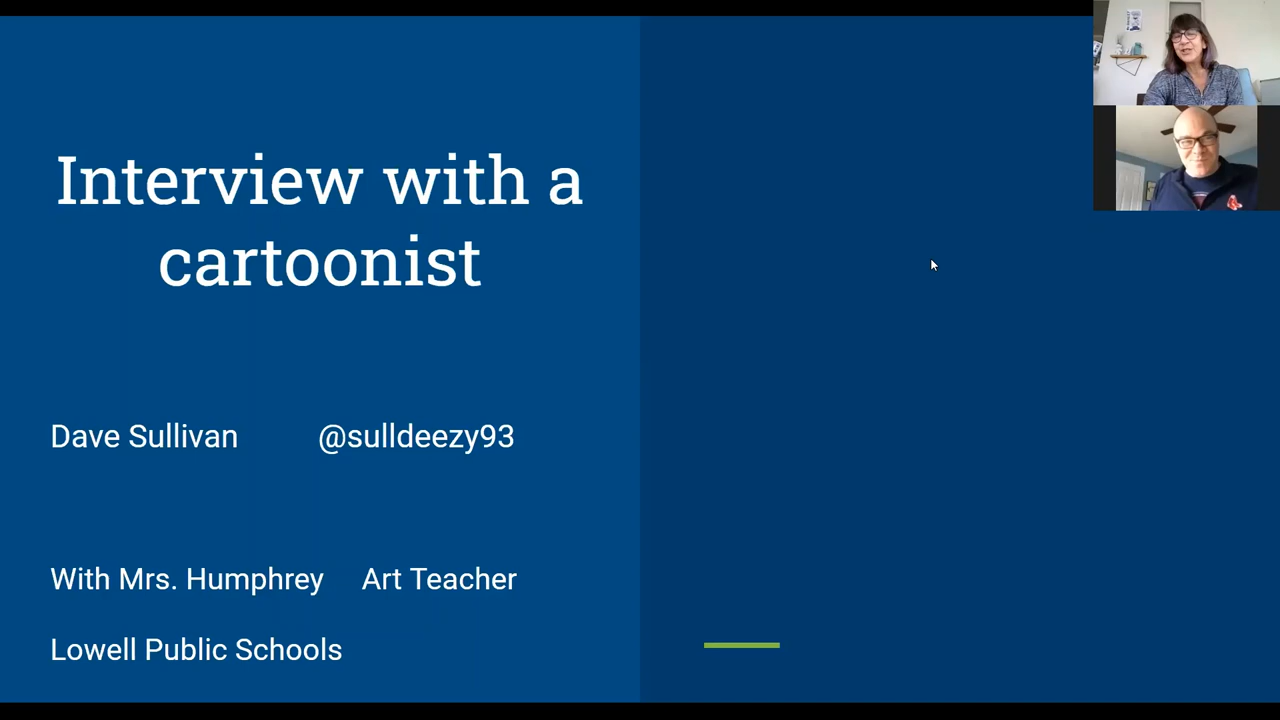 Interview with a
cartoonist
Dave Sullivan @sulldeezy93
With Mrs. Humphrey Art Teacher
Lowell Public Schools